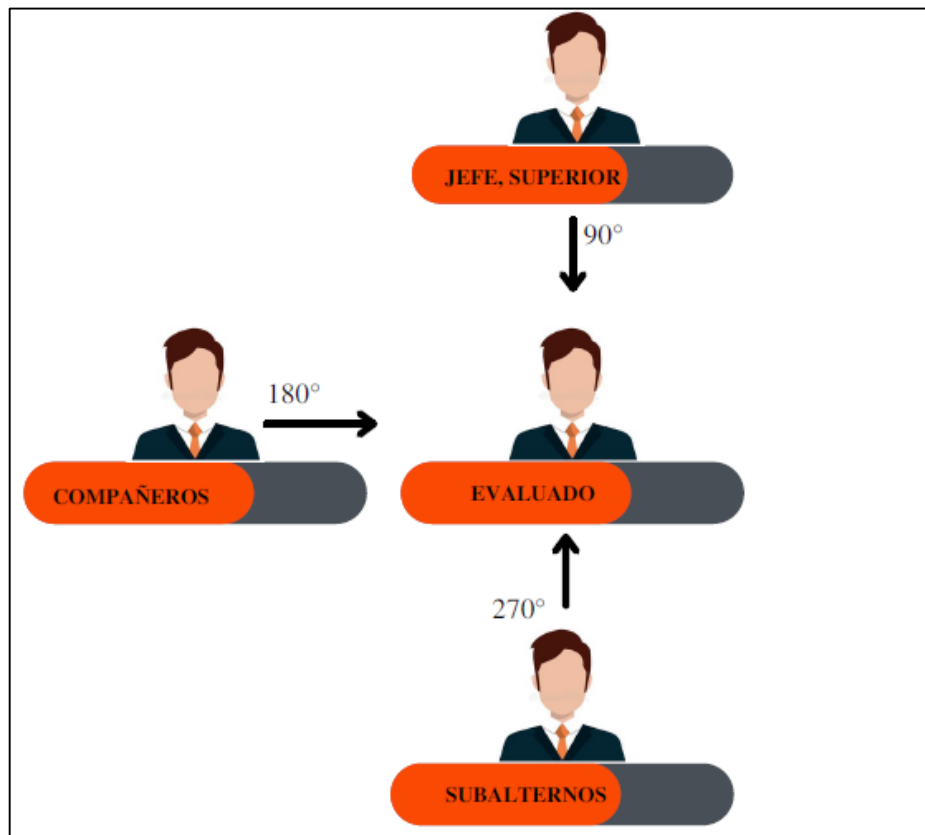 JEFE, SUPERIOR
90°
180°
COMPAÑEROS
EVALUADO
270°
SUBALTERNOS